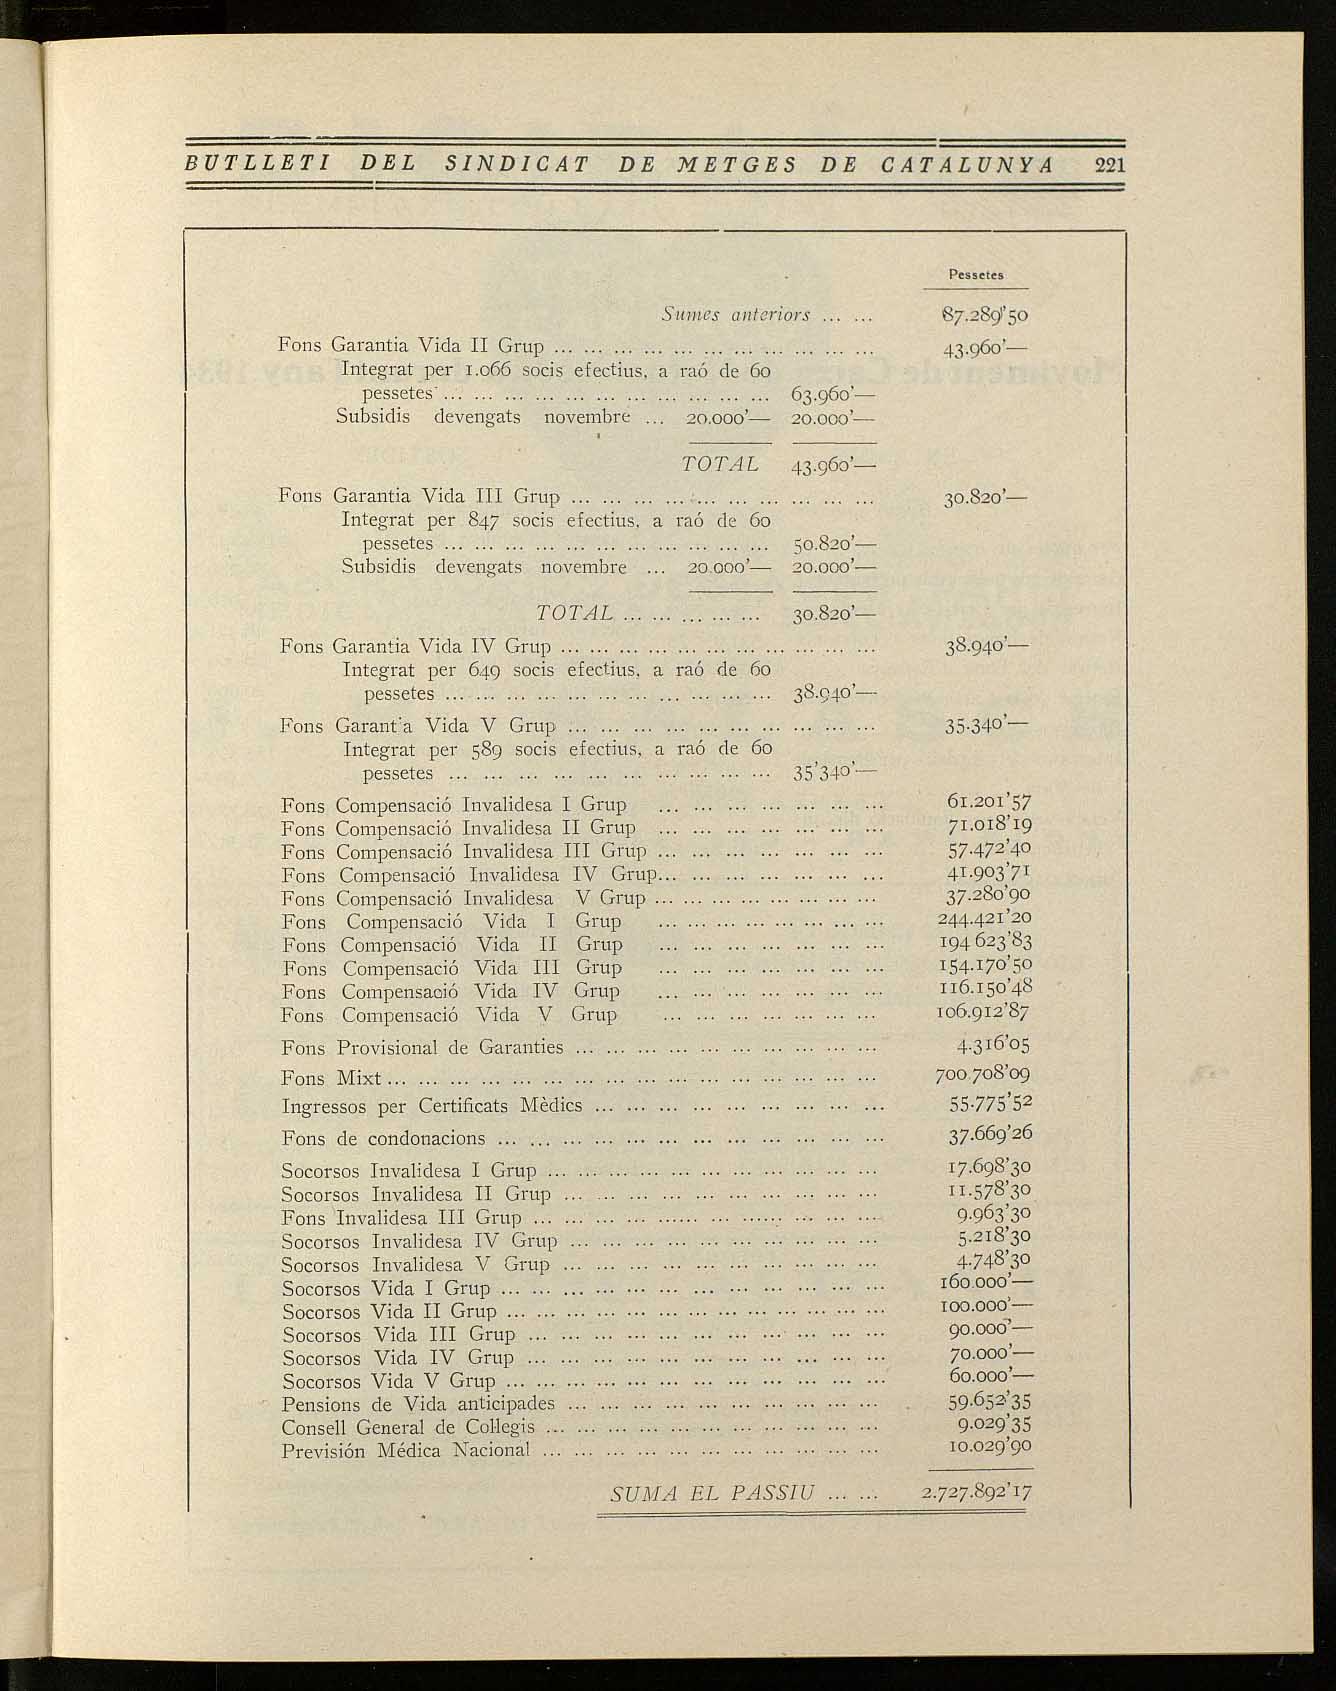 BUTLLETI DEL SINDICAT DE METGES DE CATALUNYA 221
Pessetes
Sumes anteriors ... ... 87.289'50
Fons Garantia Vida II Grup ... ... ... ... ... ... ... ... ... ... ... 43.960'—
Integrat per 1.066 socis efectius, a raó de 60
pessetes ... ... ... ... ... ... ... ... ... ... ... 63.960'—
Subsidis devengats novembre ... 20.000'— 20.000'—
TOTAL 43.960'—
Fons Garantia Vida III Grup ... ... ... ... ... ... ... ... ... ... 30.820'—
Integrat per 847 socis efectius, a raó de 60
pessetes ... ... ... ... ... ... ... ... ... ... ... 50.820'—
Subsidis devengats novembre ... 20.000'— 20.000'—
TOTAL ... ... ... ... ... 30.820'—
Fons Garantia Vida IV Grup ... ... ... ... ... ... ... ... ... ... ... 38.940'—
Integrat per 649 socis efectius, a raó de 60
pessetes ... ... ... ... ... ... ... ... ... ... ... 38.940'—
Fons Garant'a Vida V Grup ... ... ... ... ... ... ... ... ... ... 35.340'—
Integrat per 589 socis efectius, a raó de 60
pessetes ... ... ... ... ... ... ... ... ... ... 35'340'—
Fons Compensació Invalidesa I Grup ... ... ... ... ... ... ... 61.201'57
Fons Compensació Invalidesa II Grup ... ... ... ... ... ... ... 71.018'19
Fons Compensació Invalidesa III Grup ... ... ... ... ... ... ... 57.472'40
Fons Compensació Invalidesa IV Grup... ... ... ... ... ... ... 41.903'71
Fons Compensació Invalidesa V Grup ... ... ... ... ... ... ... ... 37.280'90
Fons Compensació Vida I Grup ... ... ... ... ... ... ... ... 244.421'20
Fons Compensació Vida II Grup ... ... ... ... ... ... ... 194 623'83
Fons Compensació Vida III Grup ... ... ... ... ... ... ... 154.170'50
Fons Compensació Vida IV Grup ... ... ... ... ... ... ... 116.150'48
Fons Compensació Vida V Grup ... ... ... ... ... ... ... 106.912'87
Fons Provisional de Garanties ... ... ... ... ... ... ... ... ... ... 4.316'05
Fons Mixt ... ... ... ... ... ... ... ... ... ... ... ... ... ... ... ... 700.708'09
Ingressos per Certificats Mèdics ... ... ... ... ... ... ... ... ... 55.775'52
Fons de condonacions ... ... ... ... ... ... ... ... ... ... ... ... 37.669'26
Socorsos Invalidesa I Grup ... ... ... ... ... ... ... ... ... ... ... 17.698'30
Socorsos Invalidesa II Grup ... ... ... ... ... ... ... ... ... ... 11.578'30
Fons Invalidesa III Grup ... ... ... ... ...... ... ...... ... ... ... 9.963'30
Socorsos Invalidesa IV Grup ... ... ... ... ... ... ... ... ... ... 5.218'30
Socorsos Invalidesa V Grup ... ... ... ... ... ... ... ... ... ... 4.748'30
Socorsos Vida I Grup ... ... ... ... ... ... ... ... ... ... ... ... 160.000'—
Socorsos Vida II Grup ... ... ... ... ... ... ... ... ... ... ... ... ... 100.000'—
Socorsos Vida III Grup ... ... ... ... ... ... ... ... ... ... ... 90.000'—
Socorsos Vida IV Grup ... ... ... ... ... ... ... ... ... ... ... 70.000'—
Socorsos Vida V Grup ... ... ... ... ... ... ... ... ... ... ... ... 60.000'—
Pensions de Vida anticipades ... ... ... ... ... ... ... ... ... ... 59.652'35
Consell General de Col·legis ... ... ... ... ... ... ... ... ... ... ... 9.029'35
Previsión Médica Nacional ... ... ... ... ... ... ... ... ... ... ... 10.029'90
SUMA EL PASSIU ... ... 2.727.892'17